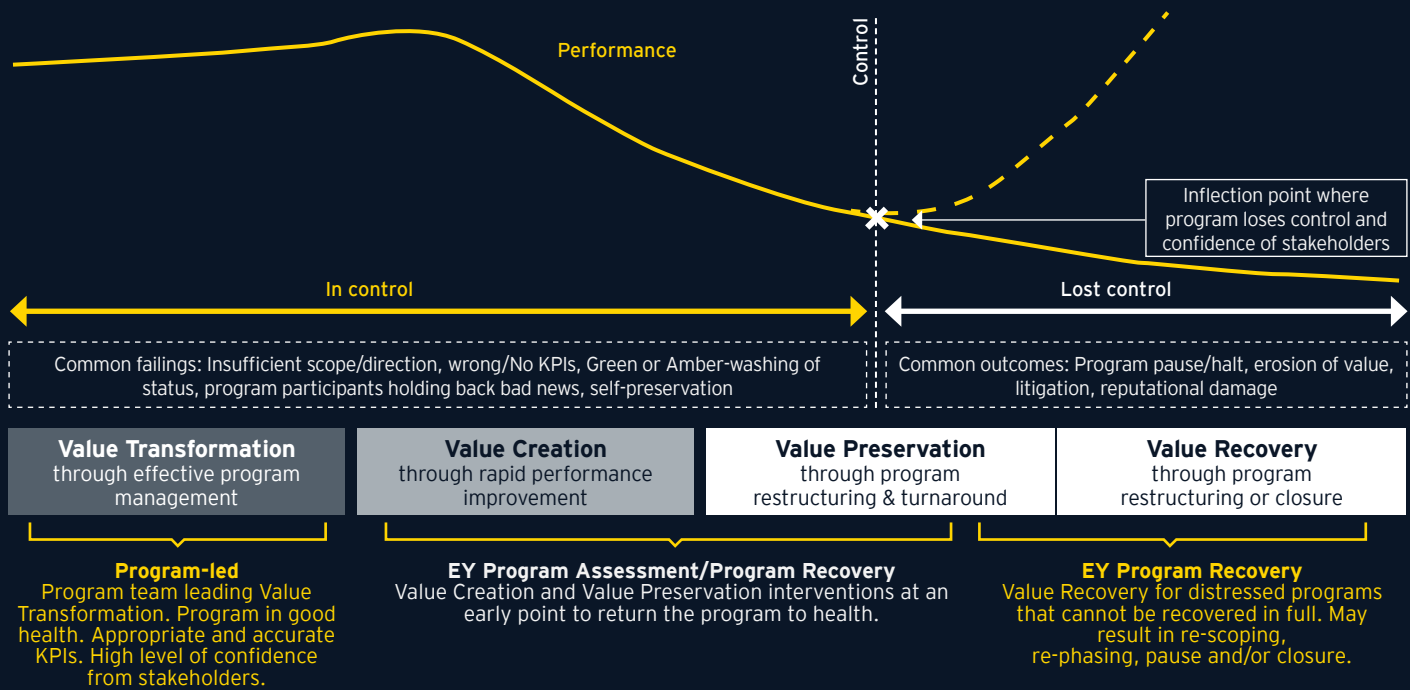 Performance
Control
Inflection point where
program loses control and
confidence of stakeholders
In control
Lost control
Common failings: Insufficient scope/direction, wrong/No KPIs, Green or Amber-washing of
status, program participants holding back bad news, self-preservation
Common outcomes: Program pause/halt, erosion of value,
litigation, reputational damage
Value Transformation
through effective program
management
Value Creation
through rapid performance
improvement
Value Preservation
through program
restructuring & turnaround
Value Recovery
through program
restructuring or closure
Program-led
Program team leading Value
Transformation. Program in good
health. Appropriate and accurate
KPIs. High level of confidence
from stakeholders.
EY Program Assessment/Program Recovery
Value Creation and Value Preservation interventions at an
early point to return the program to health.
EY Program Recovery
Value Recovery for distressed programs
that cannot be recovered in full. May
result in re-scoping,
re-phasing, pause and/or closure.